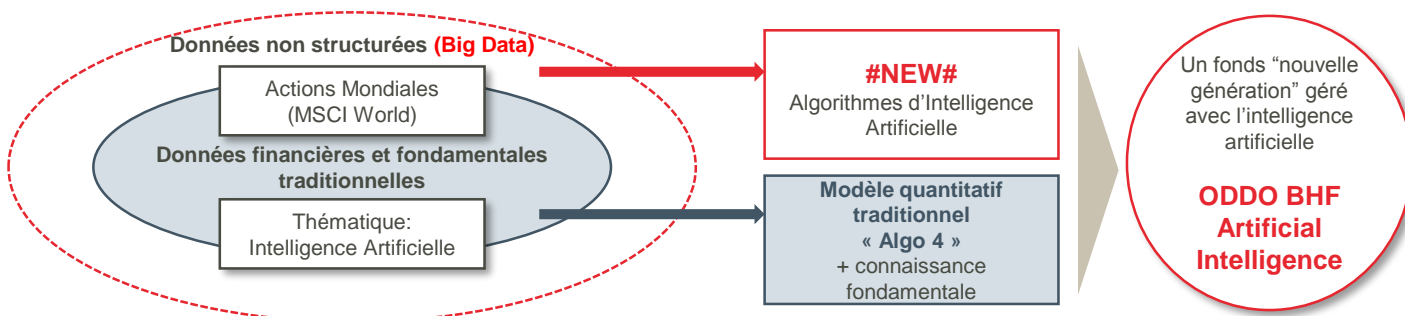 Données non structurées (Big Data)
Actions Mondiales
(MSCI World)
Données financières et fondamentales
traditionnelles
Thématique:
Intelligence Artificielle
#NEW#
Algorithmes d'Intelligence
Artificielle
Modèle quantitatif
traditionnel
« Algo 4 »
+ connaissance
fondamentale
Un fonds “nouvelle
génération” géré
avec l'intelligence
artificielle
ODDO BHF
Artificial
Intelligence